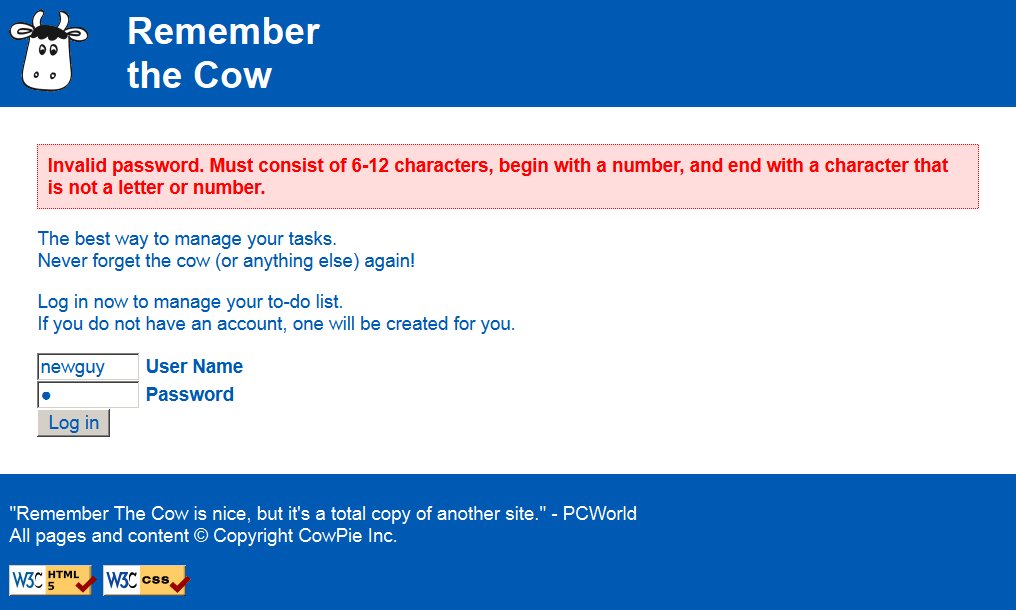 Remember
the Cow
Invalid password. Must consist of 6-12 characters, begin with a number, and end with a character that
is not a letter or number.
The best way to manage your tasks.
Never forget the cow (or anything else) again!
Log in now to manage your to-do list.
If you do not have an account, one will be created for you.
newguy User Name
Password
Log in
"Remember The Cow is nice, but it's a total copy of another site." - PCWorld
All pages and content © Copyright CowPie Inc.
W3C HTML 5 W3C CSS